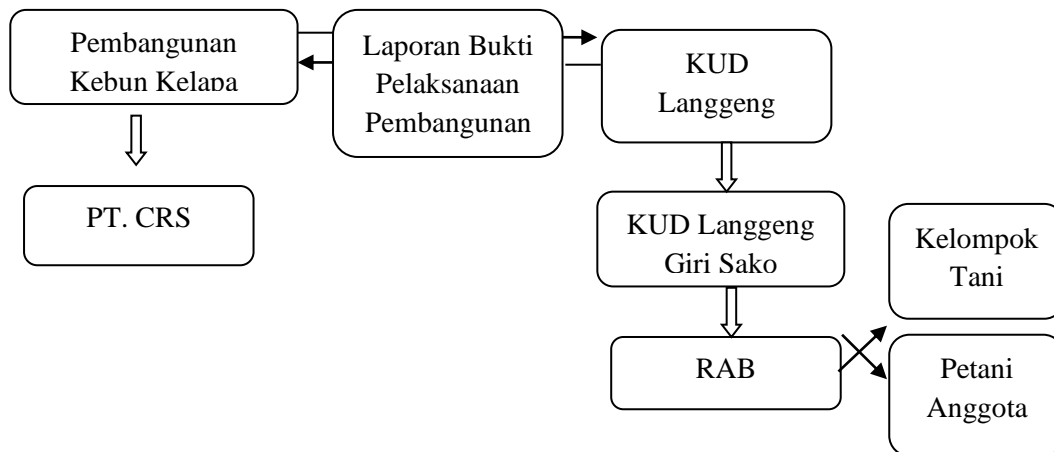 Pembangunan
Kebun Kelapa
Laporan Bukti
Pelaksanaan
Pembangunan
KUD
Langgeng
PT. CRS
KUD Langgeng
Giri Sako
Kelompok
Tani
RAB
Petani
Anggota